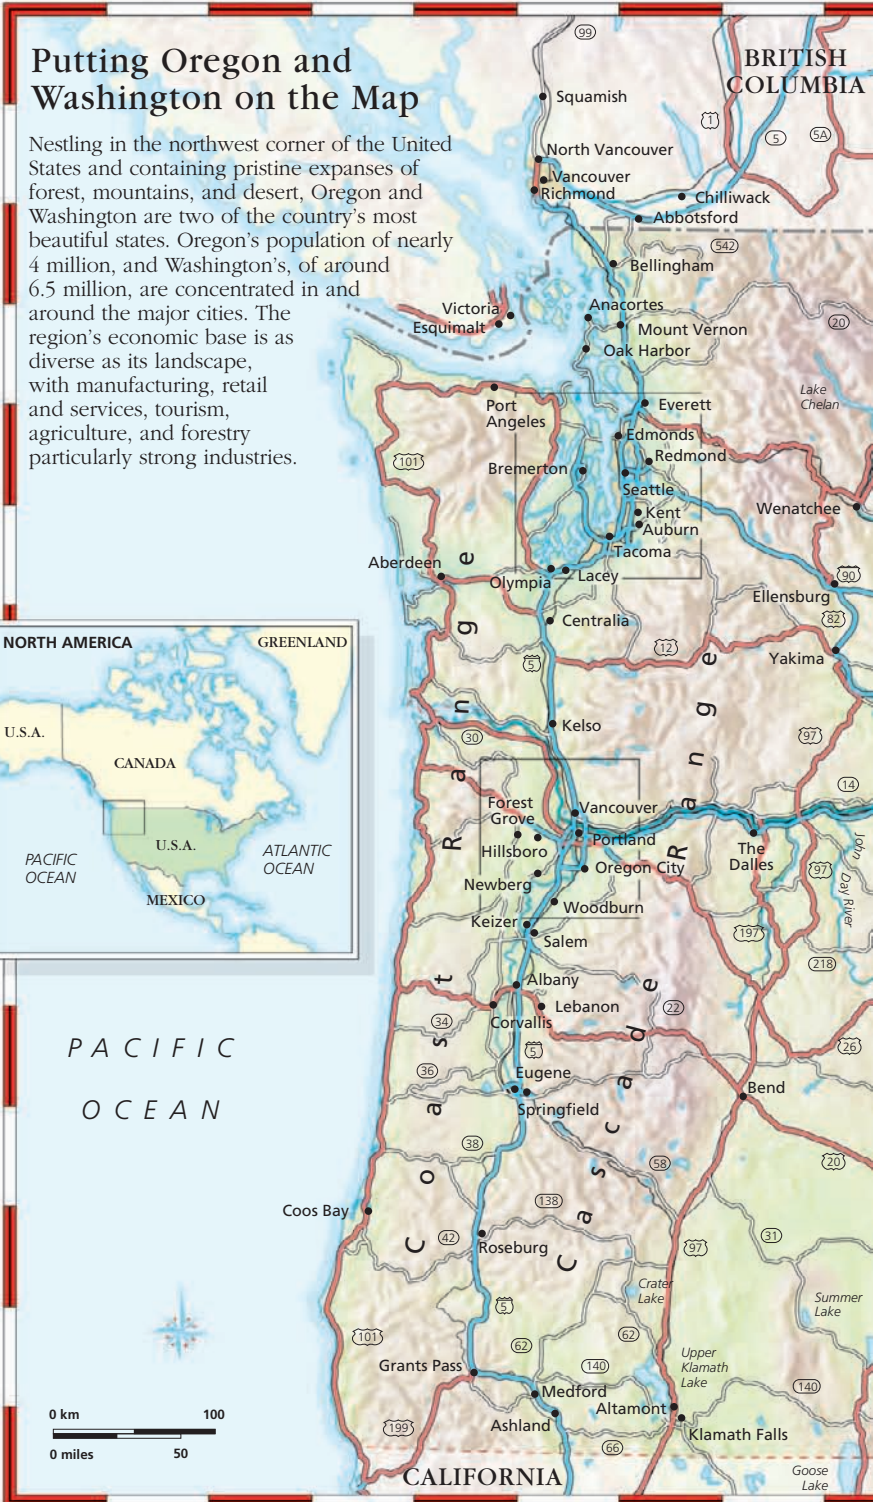 Putting Oregon and
Washington on the Map
Nestling in the northwest corner of the United
States and containing pristine expanses of
forest, mountains, and desert, Oregon and
Washington are two of the country's most
beautiful states. Oregon's population of nearly
4 million, and Washington's, of around
6.5 million, are concentrated in and
around the major cities. The
region's economic base is as
diverse as its landscape,
with manufacturing, retail
and services, tourism,
agriculture, and forestry
particularly strong industries.
99
BRITISH
COLUMBIA
Squamish
1
5
5A
North Vancouver
Vancouver
Richmond
Chilliwack
Abbotsford
542
Bellingham
Anacortes
Victoria
Esquimalt
Mount Vernon
20
Oak Harbor
Lake
Chelan
Port
Angeles
Everett
Edmonds
Redmond
101
Bremerton
Seattle
Wenatchee
Kent
Auburn
Tacoma
Aberdeen
Olympia
Lacey
90
Ellensburg
82
Centralia
12
5
Yakima
Kelso
30
97
14
Vancouver
Forest
Grove
Portland
Hillsboro
The
Dalles
John
Day River
Oregon City
97
Newberg
Woodburn
Keizer
Salem
197
218
Albany
Lebanon
22
Corvallis
34
26
5
36
Eugene
Springfield
Bend
38
58
20
138
Coos Bay
42
Roseburg
97
31
Crater
Lake
Summer
Lake
5
101
62
62
140
Upper
Klamath
Lake
Grants Pass
Medford
Altamont
140
Ashland
Klamath Falls
199
66
CALIFORNIA
Goose
Lake
Coast Range
Cascade Range
NORTH AMERICA
GREENLAND
U.S.A.
CANADA
U.S.A.
PACIFIC
OCEAN
ATLANTIC
OCEAN
MEXICO
PACIFIC
OCEAN
0 km 100
0 miles 50